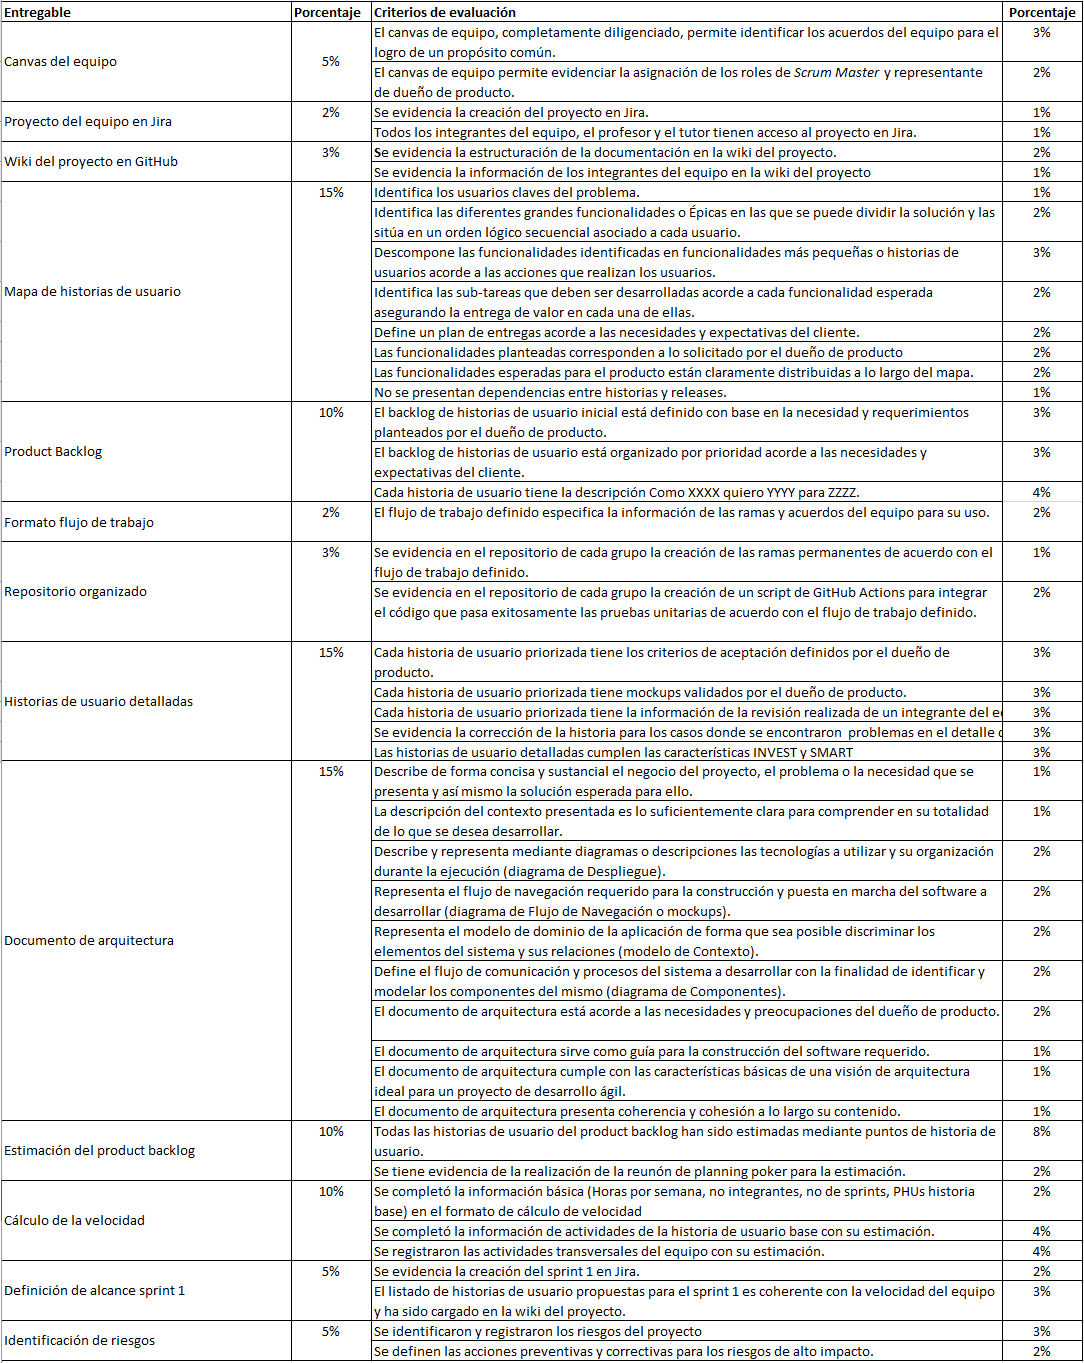 Entregable Porcentaje Criterios de evaluación Porcentaje
Canvas del equipo 5% El canvas de equipo, completamente diligenciado, permite identificar los acuerdos del equipo para el 3%
logro de un propósito común.
El canvas de equipo permite evidenciar la asignación de los roles de Scrum Master y representante 2%
de dueño de producto.
Proyecto del equipo en Jira 2% Se evidencia la creación del proyecto en Jira. 1%
Todos los integrantes del equipo, el profesor y el tutor tienen acceso al proyecto en Jira. 1%
Wiki del proyecto en GitHub 3% Se evidencia la estructuración de la documentación en la wiki del proyecto. 2%
Se evidencia la información de los integrantes del equipo en la wiki del proyecto 1%
Mapa de historias de usuario 15% Identifica los usuarios claves del problema. 1%
Identifica las diferentes grandes funcionalidades o Épicas en las que se puede dividir la solución y las 2%
sitúa en un orden lógico secuencial asociado a cada usuario.
Descompone las funcionalidades identificadas en funcionalidades más pequeñas o historias de 3%
usuarios acorde a las acciones que realizan los usuarios.
Identifica las sub-tareas que deben ser desarrolladas acorde a cada funcionalidad esperada 2%
asegurando la entrega de valor en cada una de ellas.
Define un plan de entregas acorde a las necesidades y expectativas del cliente. 2%
Las funcionalidades planteadas corresponden a lo solicitado por el dueño de producto 2%
Las funcionalidades esperadas para el producto están claramente distribuidas a lo largo del mapa. 2%
No se presentan dependencias entre historias y releases. 1%
Product Backlog 10% El backlog de historias de usuario inicial está definido con base en la necesidad y requerimientos 3%
planteados por el dueño de producto.
El backlog de historias de usuario está organizado por prioridad acorde a las necesidades y 3%
expectativas del cliente.
Cada historia de usuario tiene la descripción Como XXXX quiero YYYY para ZZZZ. 4%
Formato flujo de trabajo 2% El flujo de trabajo definido especifica la información de las ramas y acuerdos del equipo para su uso. 2%
Repositorio organizado 3% Se evidencia en el repositorio de cada grupo la creación de las ramas permanentes de acuerdo con el 1%
flujo de trabajo definido.
Se evidencia en el repositorio de cada grupo la creación de un script de GitHub Actions para integrar 2%
el código que pasa exitosamente las pruebas unitarias de acuerdo con el flujo de trabajo definido.
Historias de usuario detalladas 15% Cada historia de usuario priorizada tiene los criterios de aceptación definidos por el dueño de 3%
producto.
Cada historia de usuario priorizada tiene mockups validados por el dueño de producto. 3%
Cada historia de usuario priorizada tiene la información de la revisión realizada de un integrante del 3%
Se evidencia la corrección de la historia para los casos donde se encontraron problemas en el detalle 3%
Las historias de usuario detalladas cumplen las características INVEST y SMART 3%
Documento de arquitectura 15% Describe de forma concisa y sustancial el negocio del proyecto, el problema o la necesidad que se 1%
presenta y así mismo la solución esperada para ello.
La descripción del contexto presentada es lo suficientemente clara para comprender en su totalidad 1%
de lo que se desea desarrollar.
Describe y representa mediante diagramas o descripciones las tecnologías a utilizar y su organización 2%
durante la ejecución (diagrama de Despliegue).
Representa el flujo de navegación requerido para la construcción y puesta en marcha del software a 2%
desarrollar (diagrama de Flujo de Navegación o mockups).
Representa el modelo de dominio de la aplicación de forma que sea posible discriminar los 2%
elementos del sistema y sus relaciones (modelo de Contexto).
Define el flujo de comunicación y procesos del sistema a desarrollar con la finalidad de identificar y 2%
modelar los componentes del mismo (diagrama de Componentes).
El documento de arquitectura está acorde a las necesidades y preocupaciones del dueño de producto. 2%
El documento de arquitectura sirve como guía para la construcción del software requerido. 1%
El documento de arquitectura cumple con las características básicas de una visión de arquitectura 1%
ideal para un proyecto de desarrollo ágil.
El documento de arquitectura presenta coherencia y cohesión a lo largo su contenido. 1%
Estimación del product backlog 10% Todas las historias de usuario del product backlog han sido estimadas mediante puntos de historia de 8%
usuario.
Se tiene evidencia de la realización de la reunón de planning poker para la estimación. 2%
Cálculo de la velocidad 10% Se completó la información básica (Horas por semana, no integrantes, no de sprints, PHUs historia 2%
base) en el formato de cálculo de velocidad
Se completó la información de actividades de la historia de usuario base con su estimación. 4%
Se registraron las actividades transversales del equipo con su estimación. 4%
Definición de alcance sprint 1 5% Se evidencia la creación del sprint 1 en Jira. 2%
El listado de historias de usuario propuestas para el sprint 1 es coherente con la velocidad del equipo 3%
y ha sido cargado en la wiki del proyecto.
Identificación de riesgos 5% Se identificaron y registraron los riesgos del proyecto 3%
Se definen las acciones preventivas y correctivas para los riesgos de alto impacto. 2%